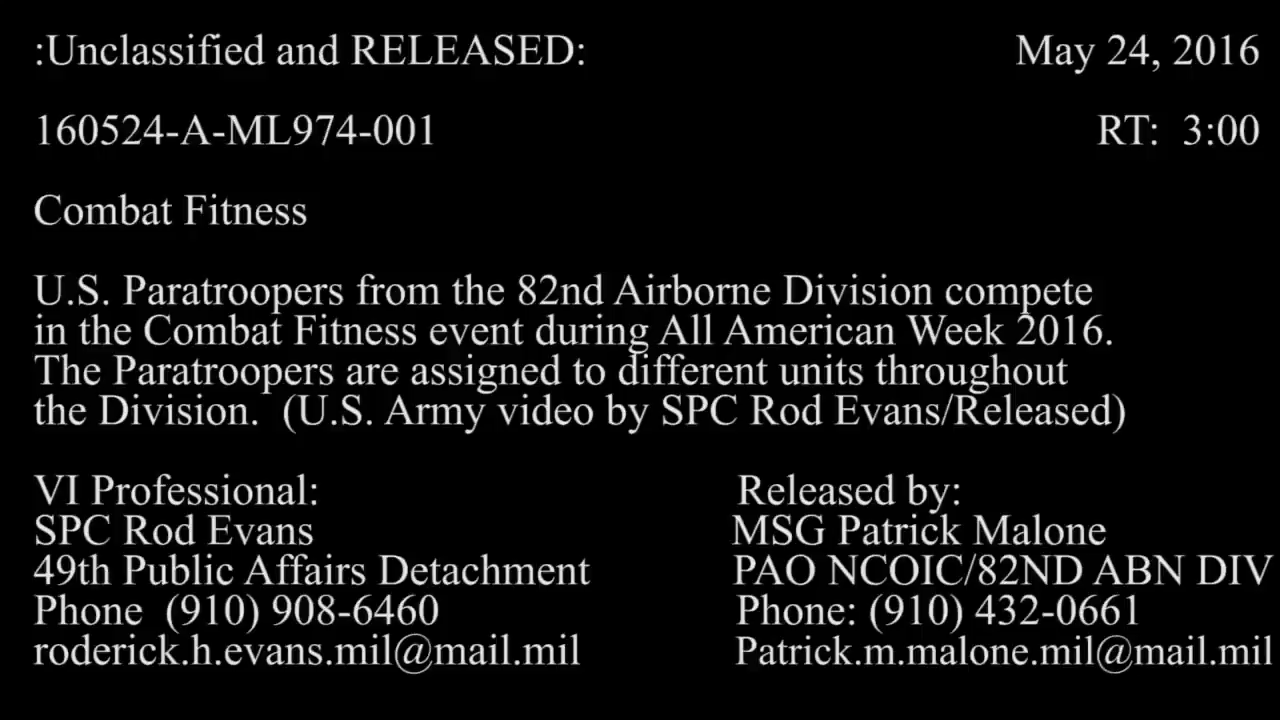 :Unclassified and RELEASED: May 24, 2016
160524-A-ML974-001 RT: 3:00
Combat Fitness
U.S. Paratroopers from the 82nd Airborne Division compete
in the Combat Fitness event during All American Week 2016.
The Paratroopers are assigned to different units throughout
the Division. (U.S. Army video by SPC Rod Evans/Released)
VI Professional:
SPC Rod Evans
49th Public Affairs Detachment
Phone (910) 908-6460
roderick.h.evans.mil@mail.mil
Released by:
MSG Patrick Malone
PAO NCOIC/82ND ABN DIV
Phone: (910) 432-0661
Patrick.m.malone.mil@mail.mil